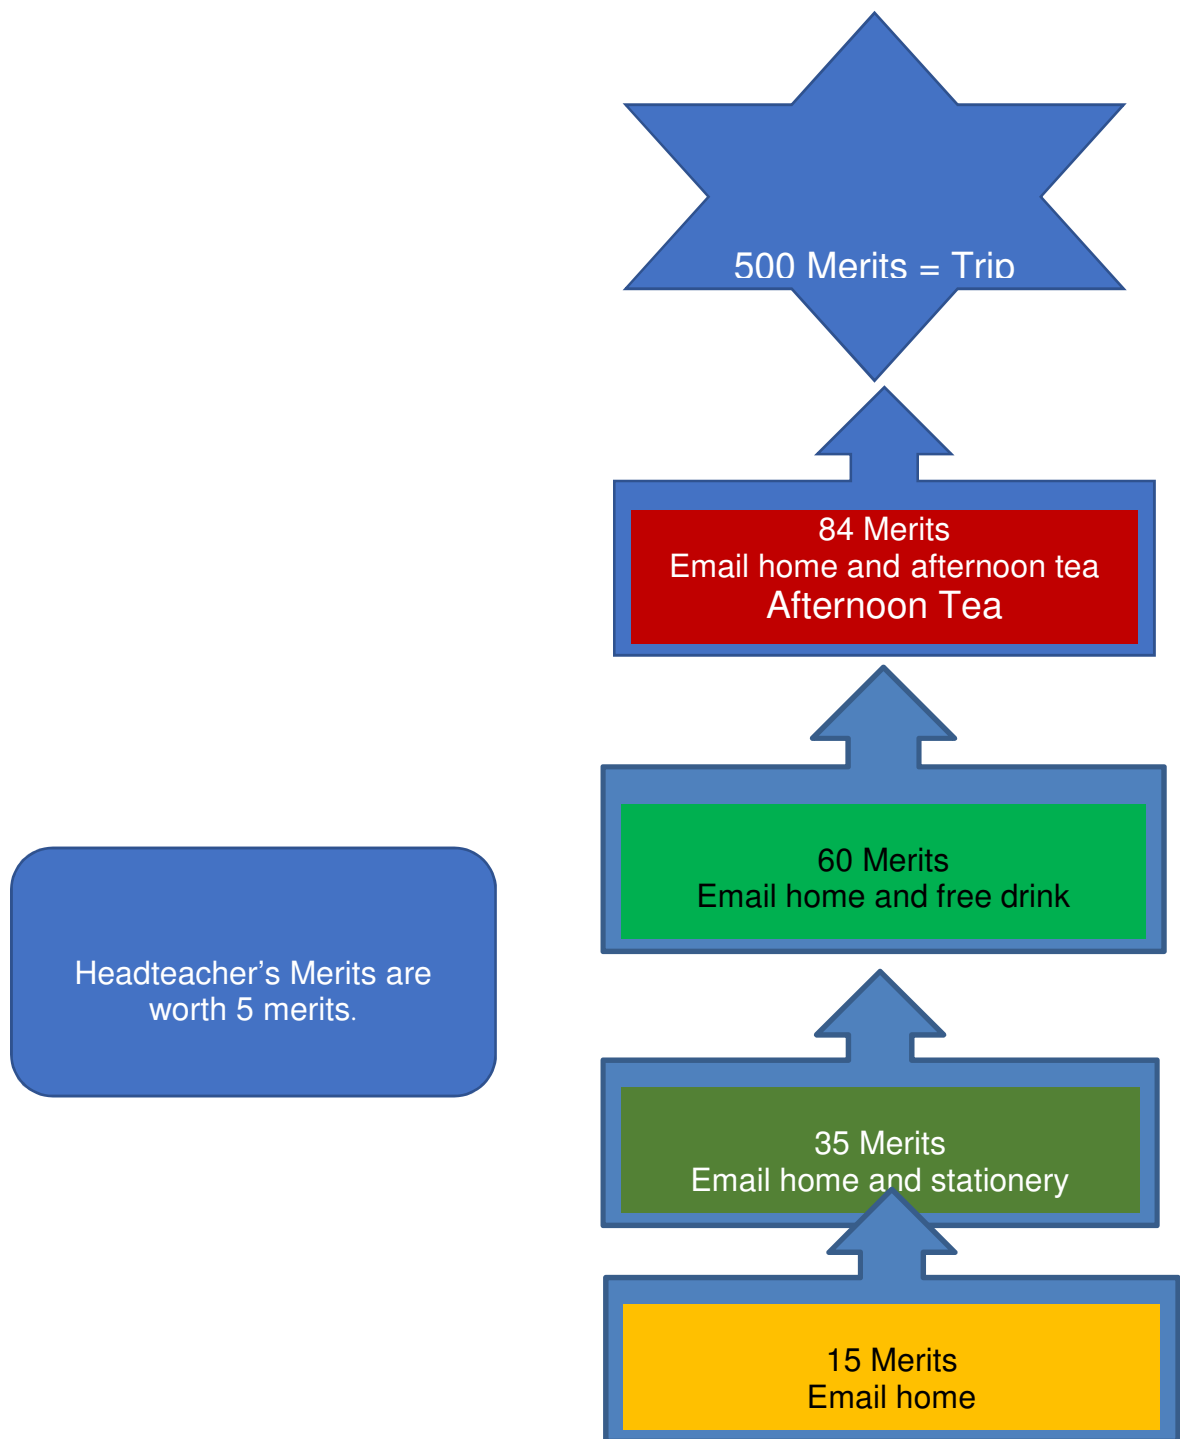 500 Merits = Trip
84 Merits
Email home and afternoon tea
Afternoon Tea
60 Merits
Email home and free drink
Headteacher’s Merits are
worth 5 merits.
35 Merits
Email home and stationery
15 Merits
Email home